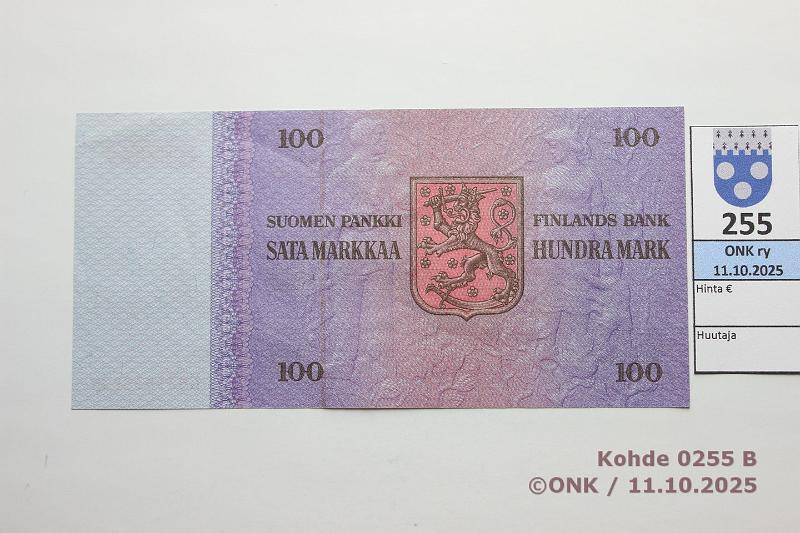 100 100
SUOMEN PANKKI FINLANDS BANK
SATA MARKKAA HUNDRA MARK
100 100
255
ONK ry
11.10.2025
Hinta €
Huutaja
Kohde 0255 B
©ONK / 11.10.2025